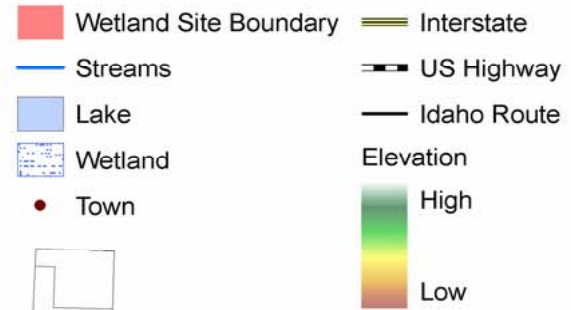 Wetland Site Boundary
Streams
Lake
Wetland
Town
Interstate
US Highway
Idaho Route
Elevation
High
Low